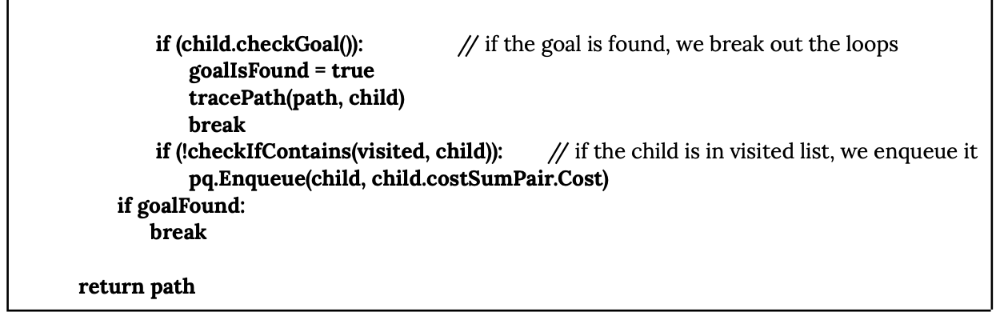 if (child.checkGoal()): // if the goal is found, we break out the loops
goalIsFound = true
tracePath(path, child)
break
if (!checkIfContains(visited, child)): // if the child is in visited list, we enqueue it
pq.Enqueue(child, child.costSumPair.Cost)
if goalFound:
break
return path